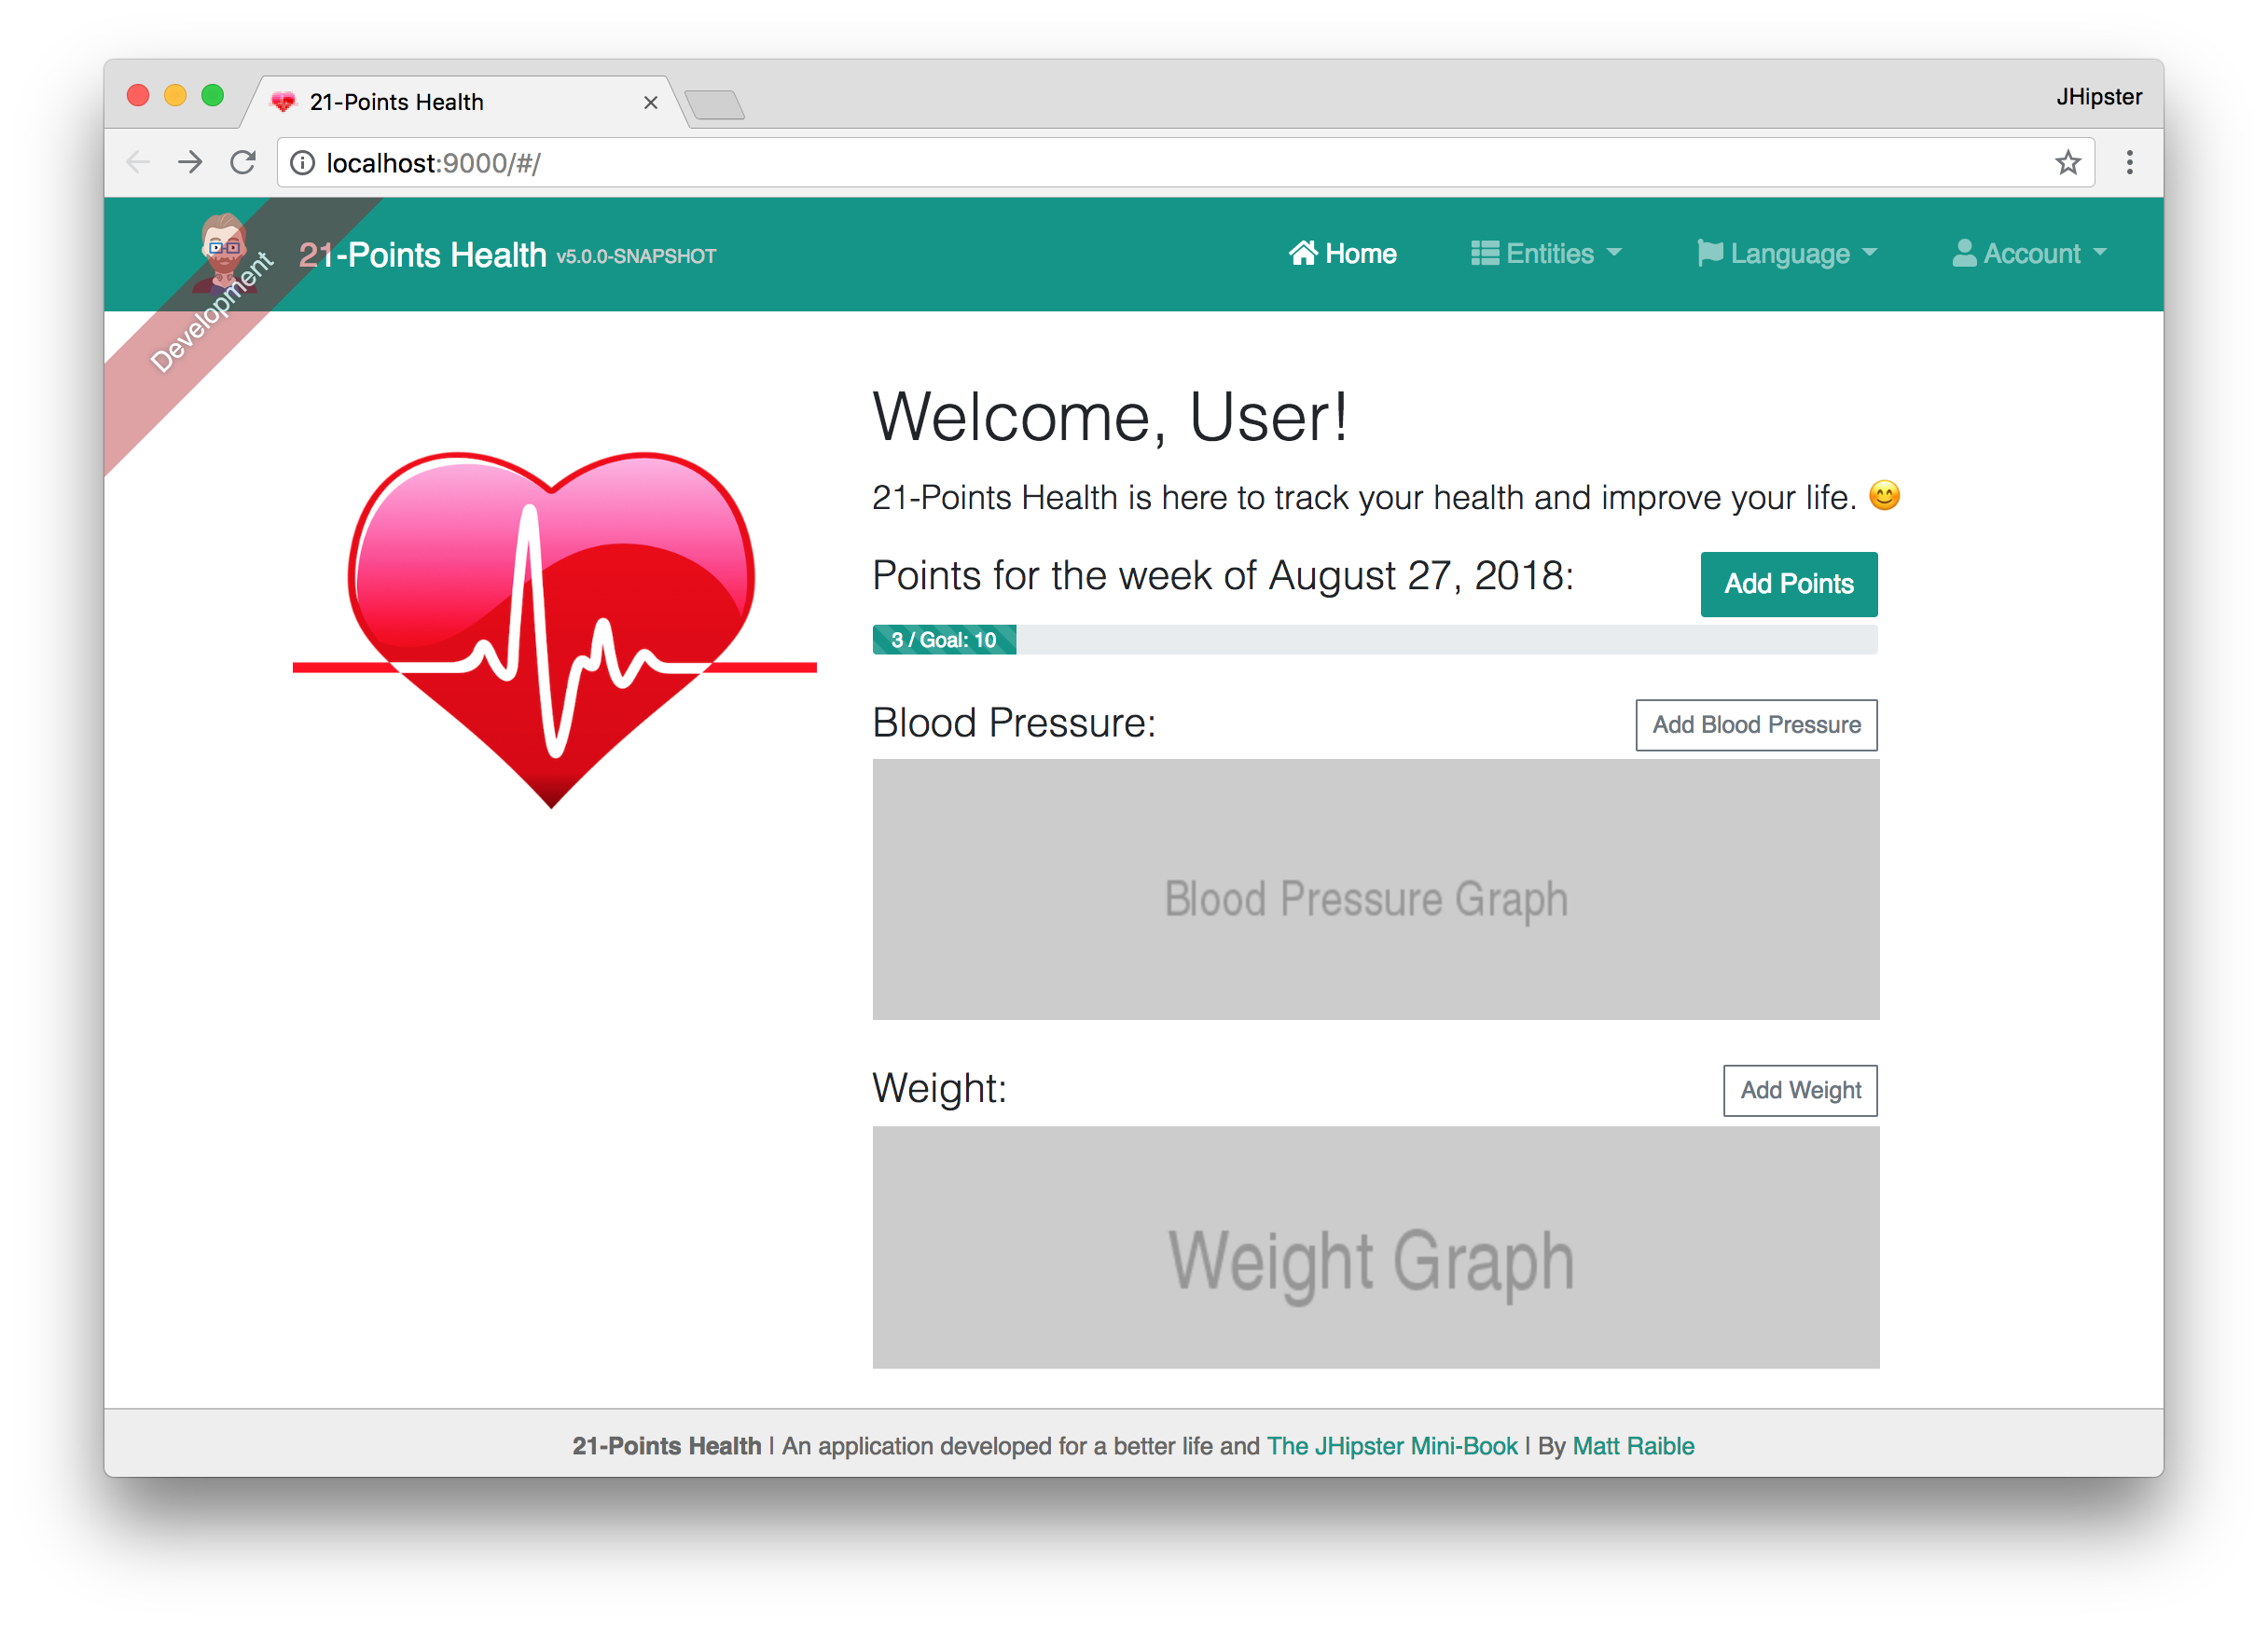 21-Points Health
JHipster
localhost:9000/#/
Development
21-Points Health v5.0.0-SNAPSHOT
Home Entities Language Account
Welcome, User!
21-Points Health is here to track your health and improve your life. 😊
Points for the week of August 27, 2018:
Add Points
3 / Goal: 10
Blood Pressure:
Add Blood Pressure
Blood Pressure Graph
Weight:
Add Weight
Weight Graph
21-Points Health | An application developed for a better life and The JHipster Mini-Book | By Matt Raible